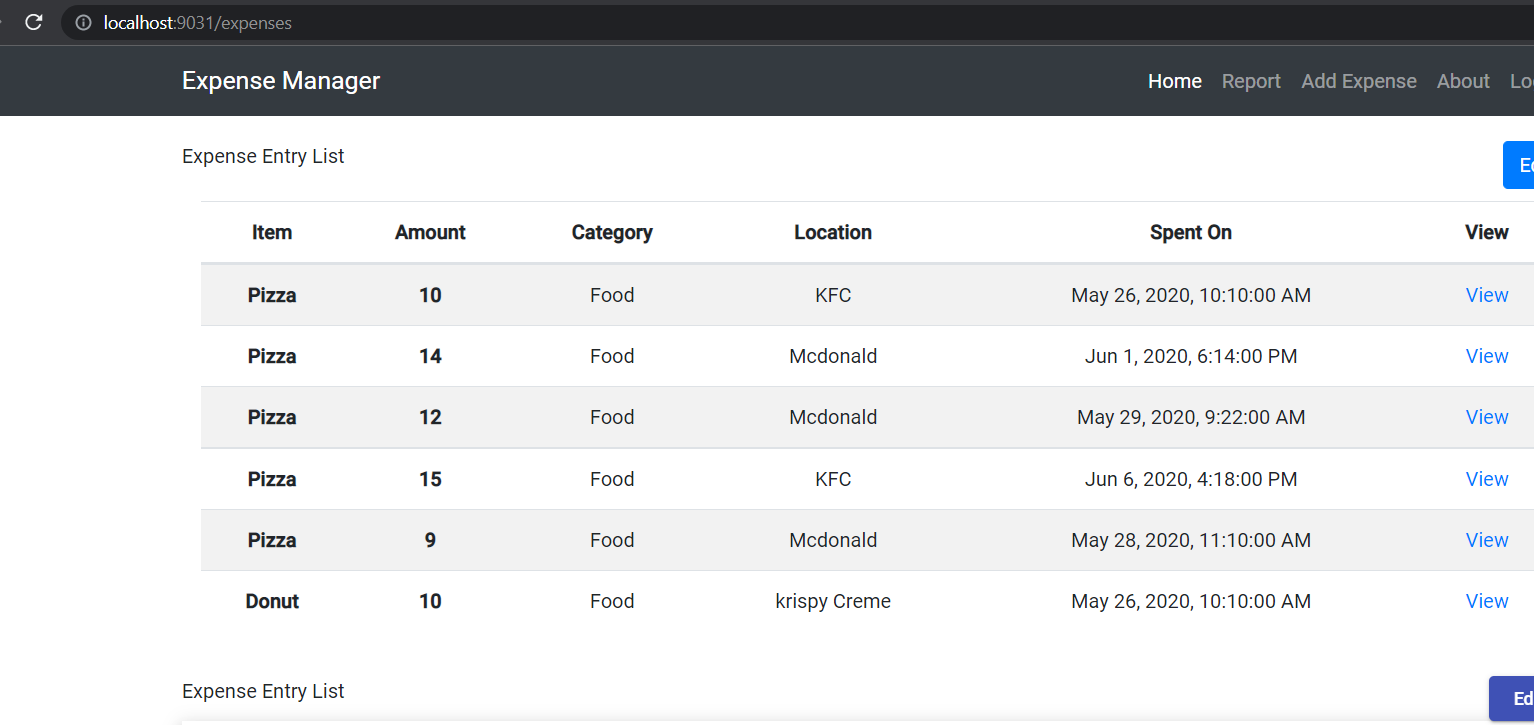 localhost:9031/expenses
Expense Manager Home Report Add Expense About
Expense Entry List
Item Amount Category Location Spent On View
Pizza 10 Food KFC May 26, 2020, 10:10:00 AM View
Pizza 14 Food Mcdonald Jun 1, 2020, 6:14:00 PM View
Pizza 12 Food Mcdonald May 29, 2020, 9:22:00 AM View
Pizza 15 Food KFC Jun 6, 2020, 4:18:00 PM View
Pizza 9 Food Mcdonald May 28, 2020, 11:10:00 AM View
Donut 10 Food krispy Creme May 26, 2020, 10:10:00 AM View
Expense Entry List